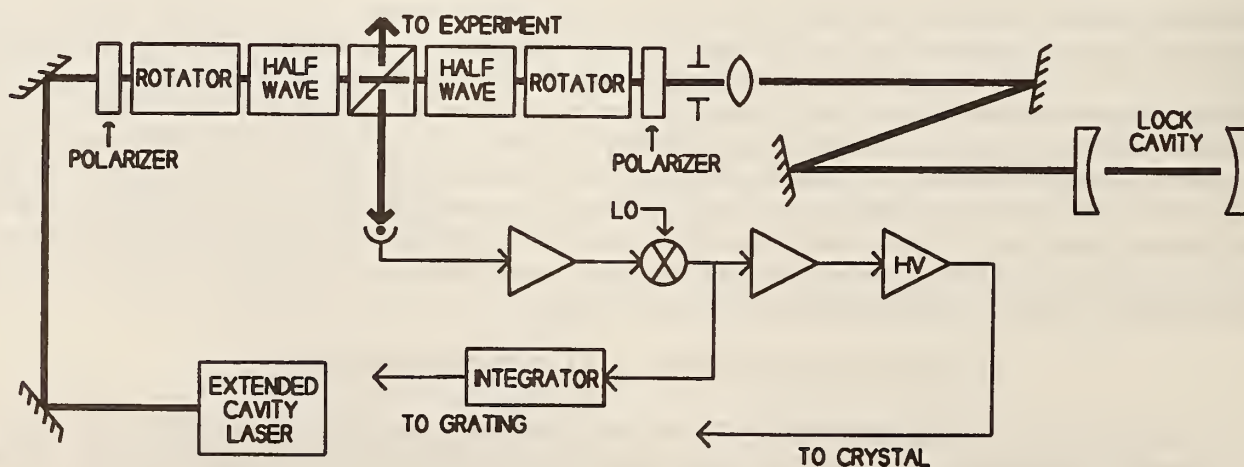 TO EXPERIMENT
ROTATOR
HALF
WAVE
HALF
WAVE
ROTATOR
POLARIZER
POLARIZER
LOCK
CAVITY
LO
HV
INTEGRATOR
EXTENDED
CAVITY
LASER
TO GRATING
TO CRYSTAL